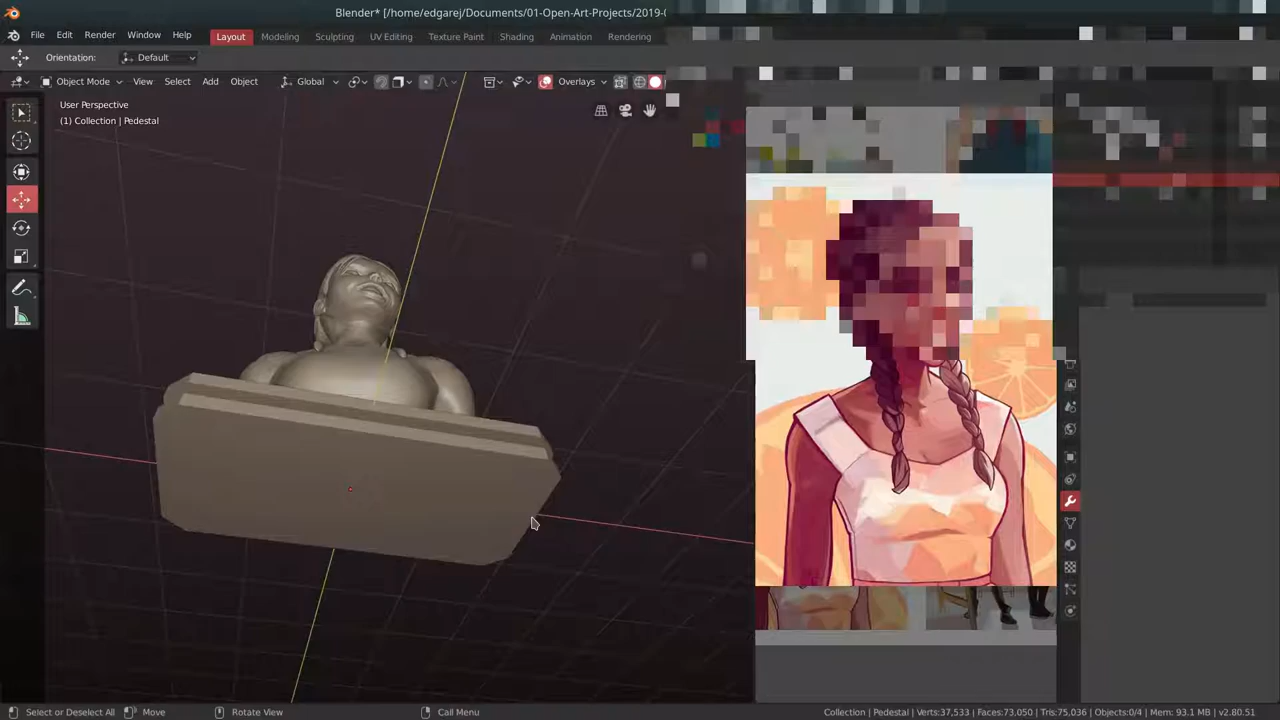 Blender* [/home/edgarej/Documents/01-Open-Art-Projects/2019-0
File Edit Render Window Help Layout Modeling Sculpting UV Editing Texture Paint Shading Animation Rendering
Orientation: Default
Object Mode View Select Add Object Global Overlays
User Perspective
(1) Collection | Pedestal
Select or Deselect All Move Rotate View Call Menu Collection | Pedestal | Verts:37,533 | Faces:73,050 | Tris:75,036 | Objects:0/4 | Mem: 93.1 MB | v2.80.51